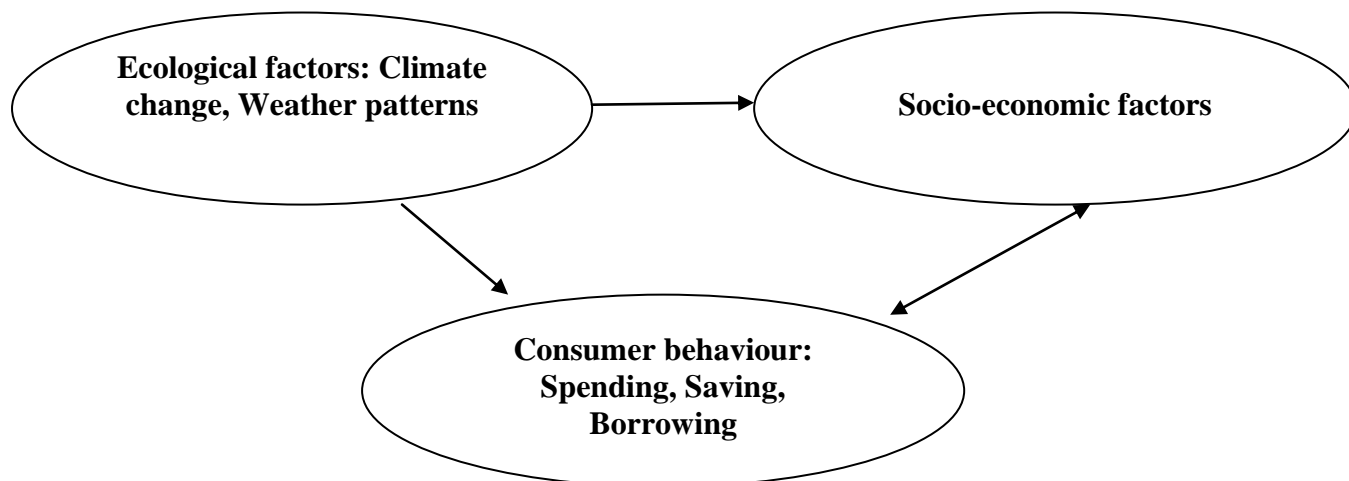 Ecological factors: Climate
change, Weather patterns
Socio-economic factors
Consumer behaviour:
Spending, Saving,
Borrowing